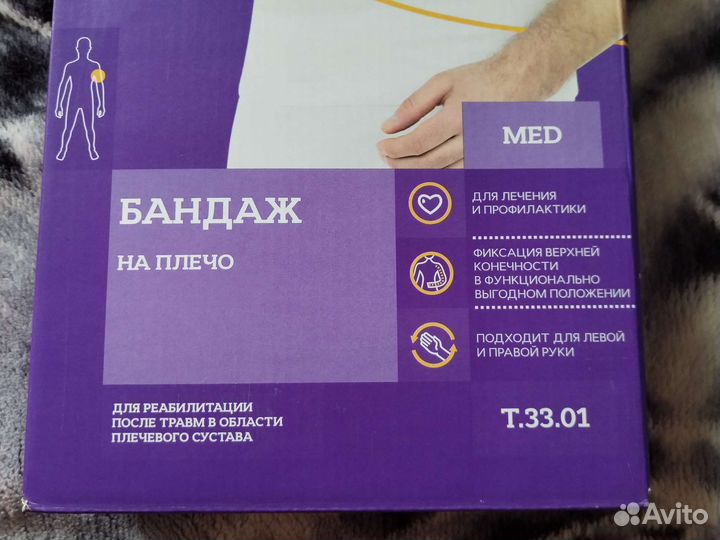 MED
БАНДАЖ
НА ПЛЕЧО
ДЛЯ ЛЕЧЕНИЯ
И ПРОФИЛАКТИКИ
ФИКСАЦИЯ ВЕРХНЕЙ
КОНЕЧНОСТИ
В ФУНКЦИОНАЛЬНО
ВЫГОДНОМ ПОЛОЖЕНИИ
ПОДХОДИТ ДЛЯ ЛЕВОЙ
И ПРАВОЙ РУКИ
ДЛЯ РЕАБИЛИТАЦИИ
ПОСЛЕ ТРАВМ В ОБЛАСТИ
ПЛЕЧЕВОГО СУСТАВА
Т.33.01
Avito